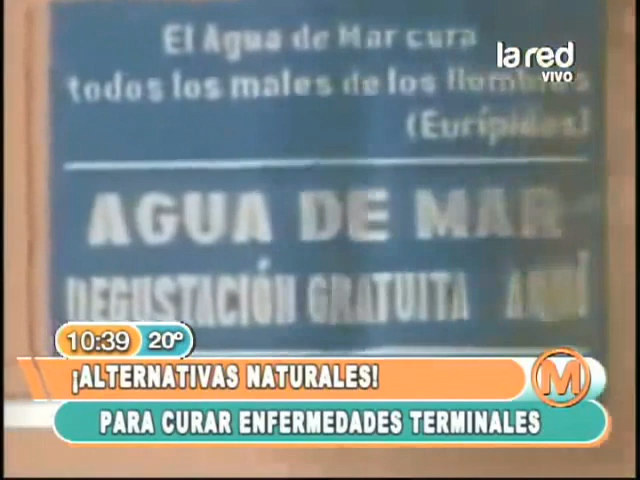 El Agua de Mar cura
la red
VIVO
todos los males de los Hombres
(Eurípides)
AGUA DE MAR
DEGUSTACIÓN GRATUITA AQUÍ
10:39 20º
¡ALTERNATIVAS NATURALES!
M
PARA CURAR ENFERMEDADES TERMINALES